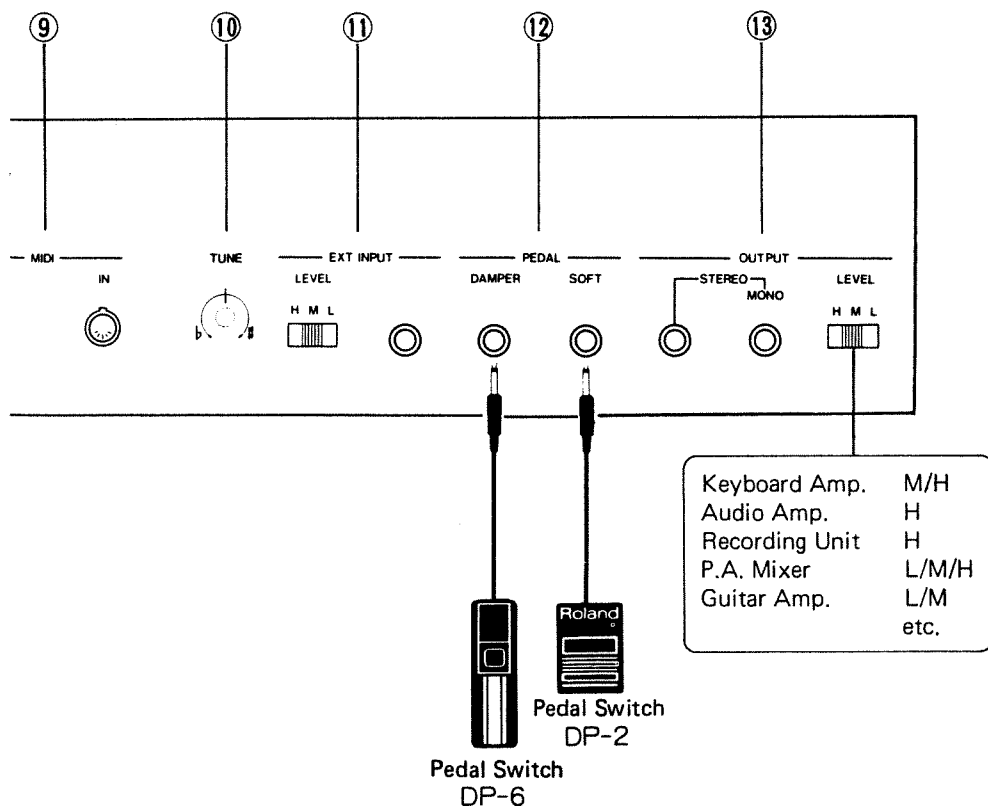 ⑨ ⑩ ⑪ ⑫ ⑬
MIDI TUNE EXT INPUT PEDAL OUTPUT
IN LEVEL DAMPER SOFT STEREO LEVEL
MONO
H M L H M L
♭ ♯
Keyboard Amp. M/H
Audio Amp. H
Recording Unit H
P.A. Mixer L/M/H
Guitar Amp. L/M
etc.
Roland
Pedal Switch
DP-2
Pedal Switch
DP-6